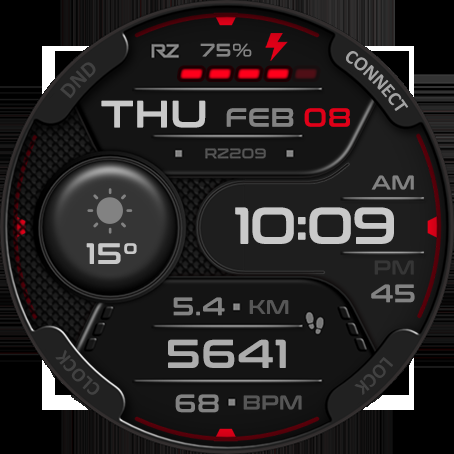 RZ 75%
DND
CONNECT
THU FEB 08
RZ209
AM
10:09
15°
PM
45
5.4 KM
5641
68 BPM
CLOCK
LOCK